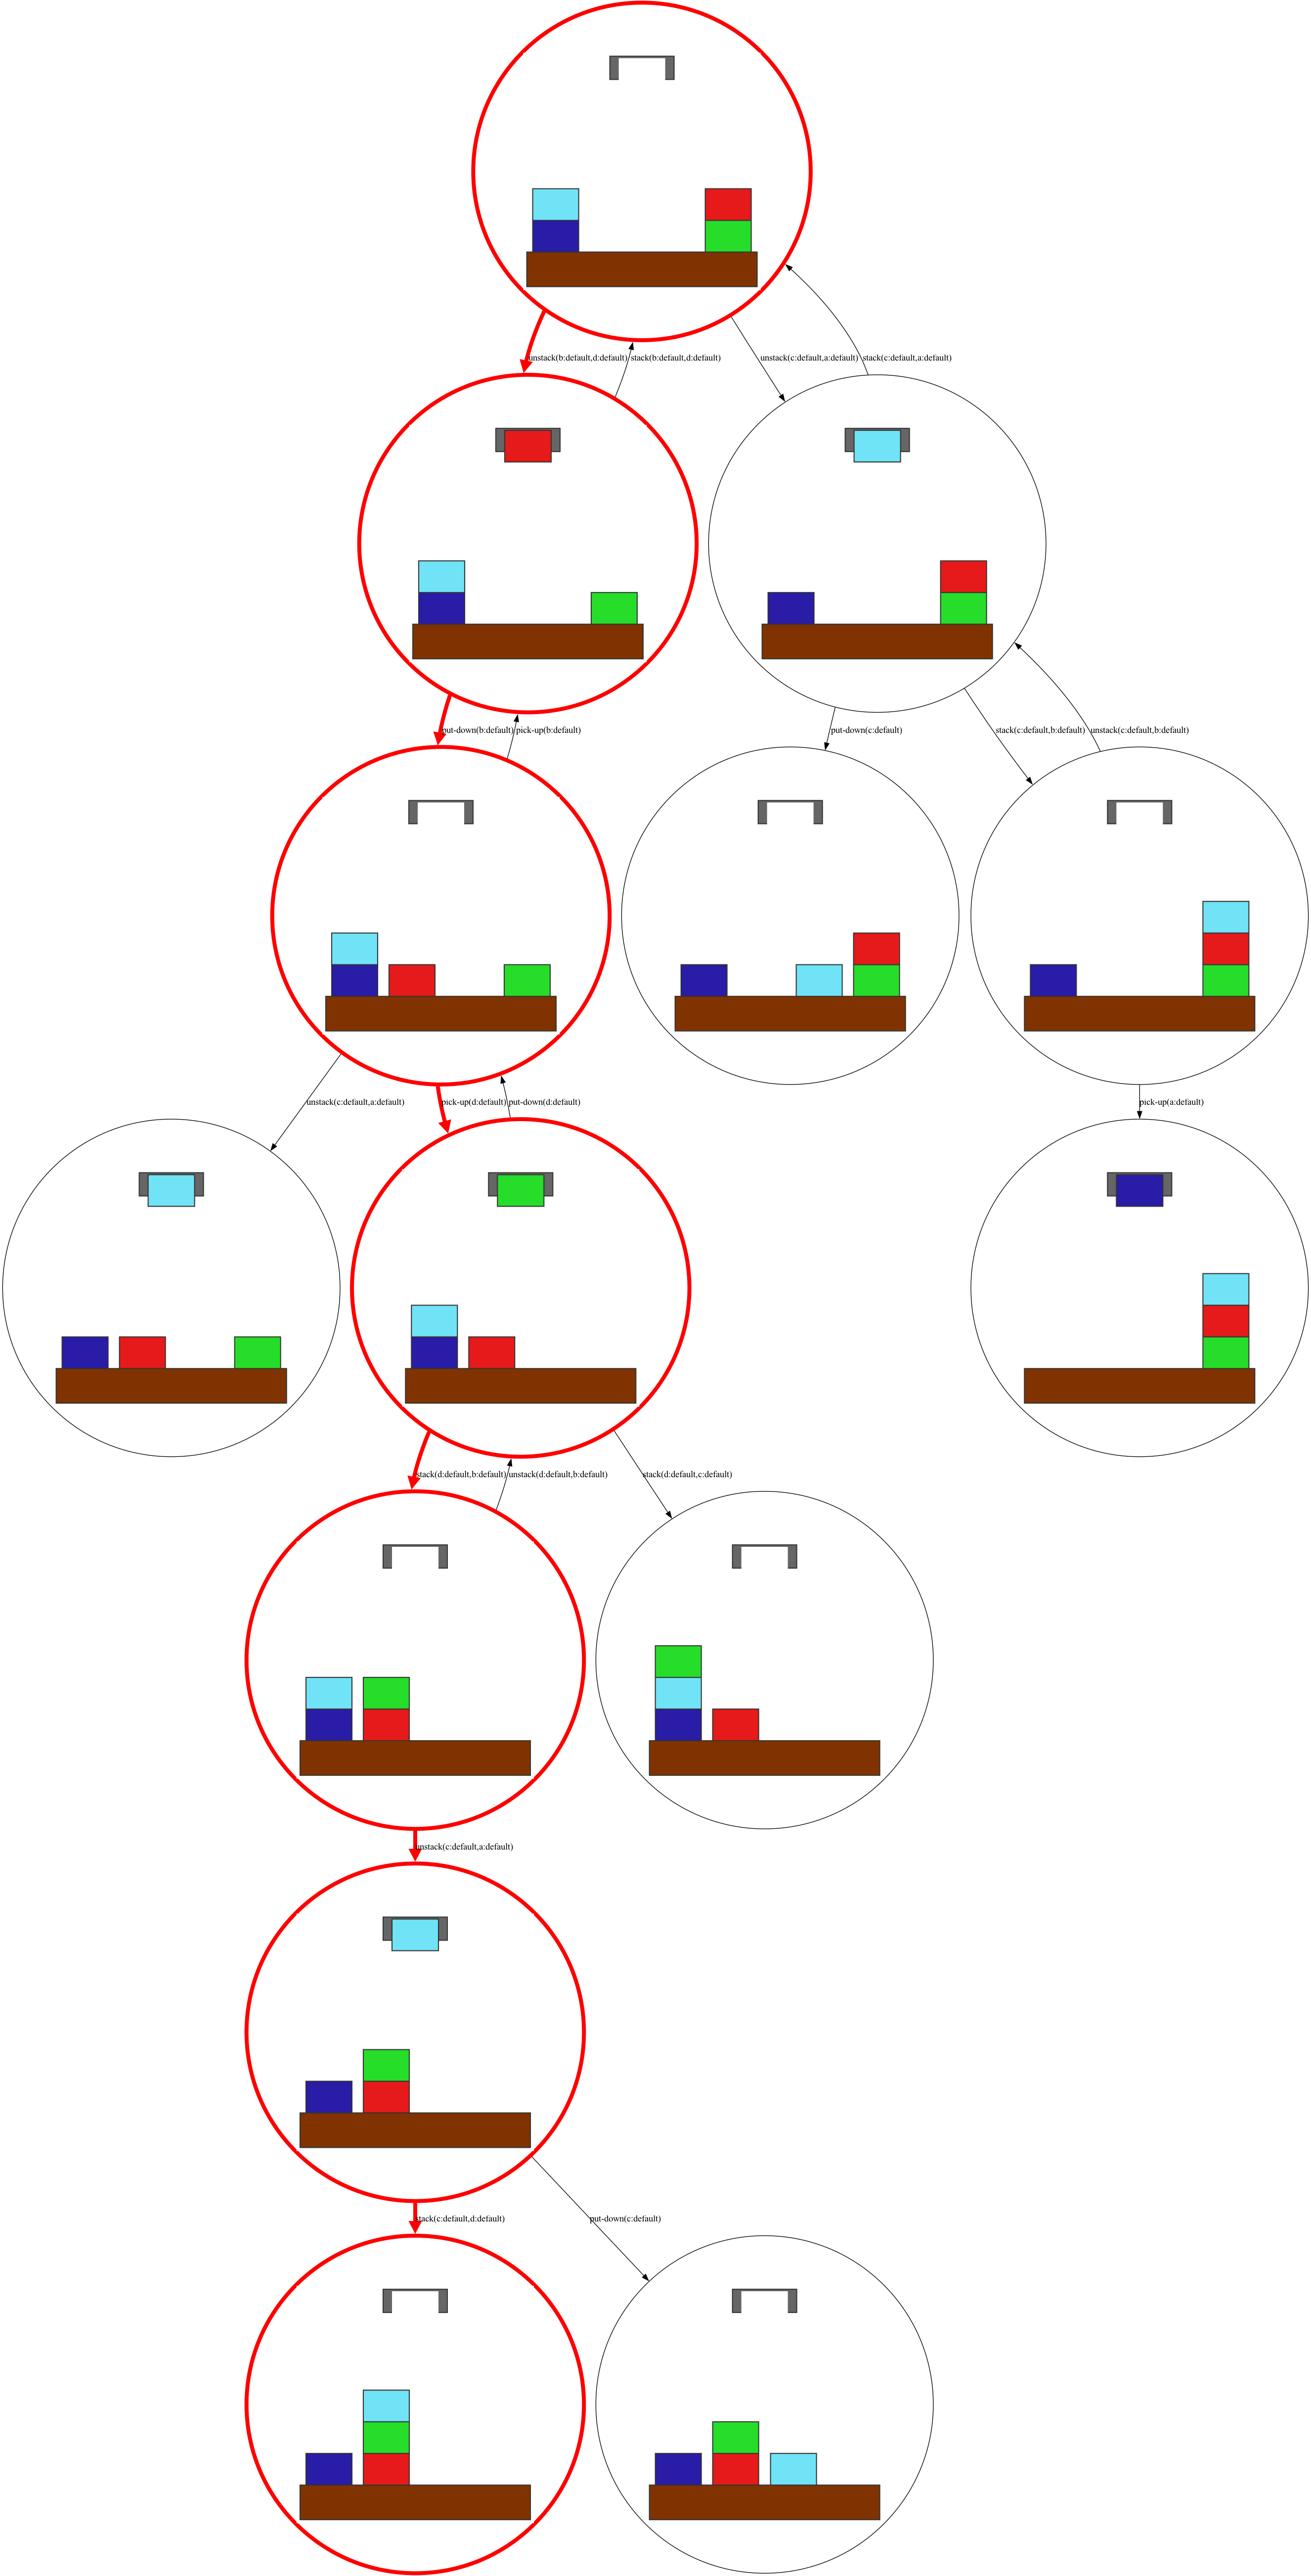 unstack(b:default,d:default)
stack(b:default,d:default)
unstack(c:default,a:default)
stack(c:default,a:default)
put-down(b:default)
pick-up(b:default)
put-down(c:default)
stack(c:default,b:default)
unstack(c:default,b:default)
unstack(c:default,a:default)
pick-up(d:default)
put-down(d:default)
pick-up(a:default)
stack(d:default,b:default)
unstack(d:default,b:default)
stack(d:default,c:default)
unstack(c:default,a:default)
stack(c:default,d:default)
put-down(c:default)